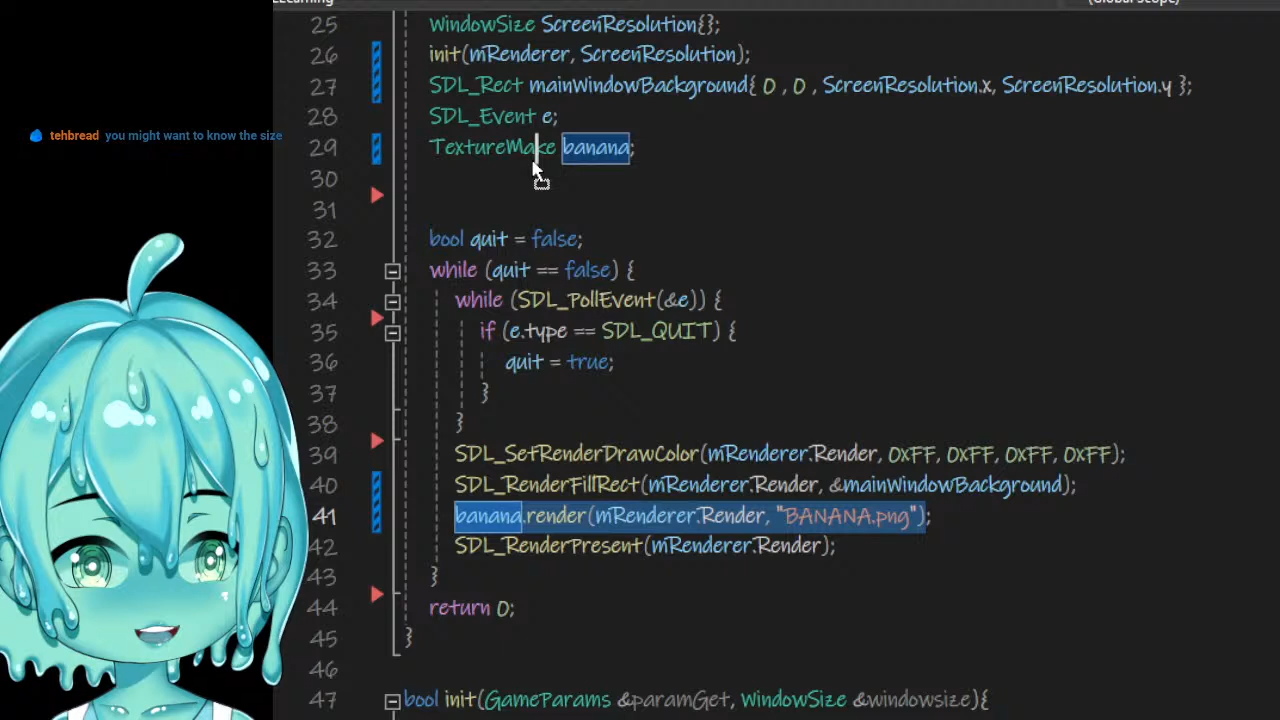 (Global Scope)
25 WindowSize ScreenResolution{};
26 init(mRenderer, ScreenResolution);
27 SDL_Rect mainWindowBackground{ 0 , 0 , ScreenResolution.x, ScreenResolution.y };
28 SDL_Event e;
tehbread you might want to know the size
29 TextureMake banana;
30
31
32 bool quit = false;
33 while (quit == false) {
34 while (SDL_PollEvent(&e)) {
35 if (e.type == SDL_QUIT) {
36 quit = true;
37 }
38 }
39 SDL_SetRenderDrawColor(mRenderer.Render, 0xFF, 0xFF, 0xFF, 0xFF);
40 SDL_RenderFillRect(mRenderer.Render, &mainWindowBackground);
41 banana.render(mRenderer.Render, "BANANA.png");
42 SDL_RenderPresent(mRenderer.Render);
43 }
44 return 0;
45 }
46
47 bool init(GameParams &paramGet, WindowSize &windowsize){